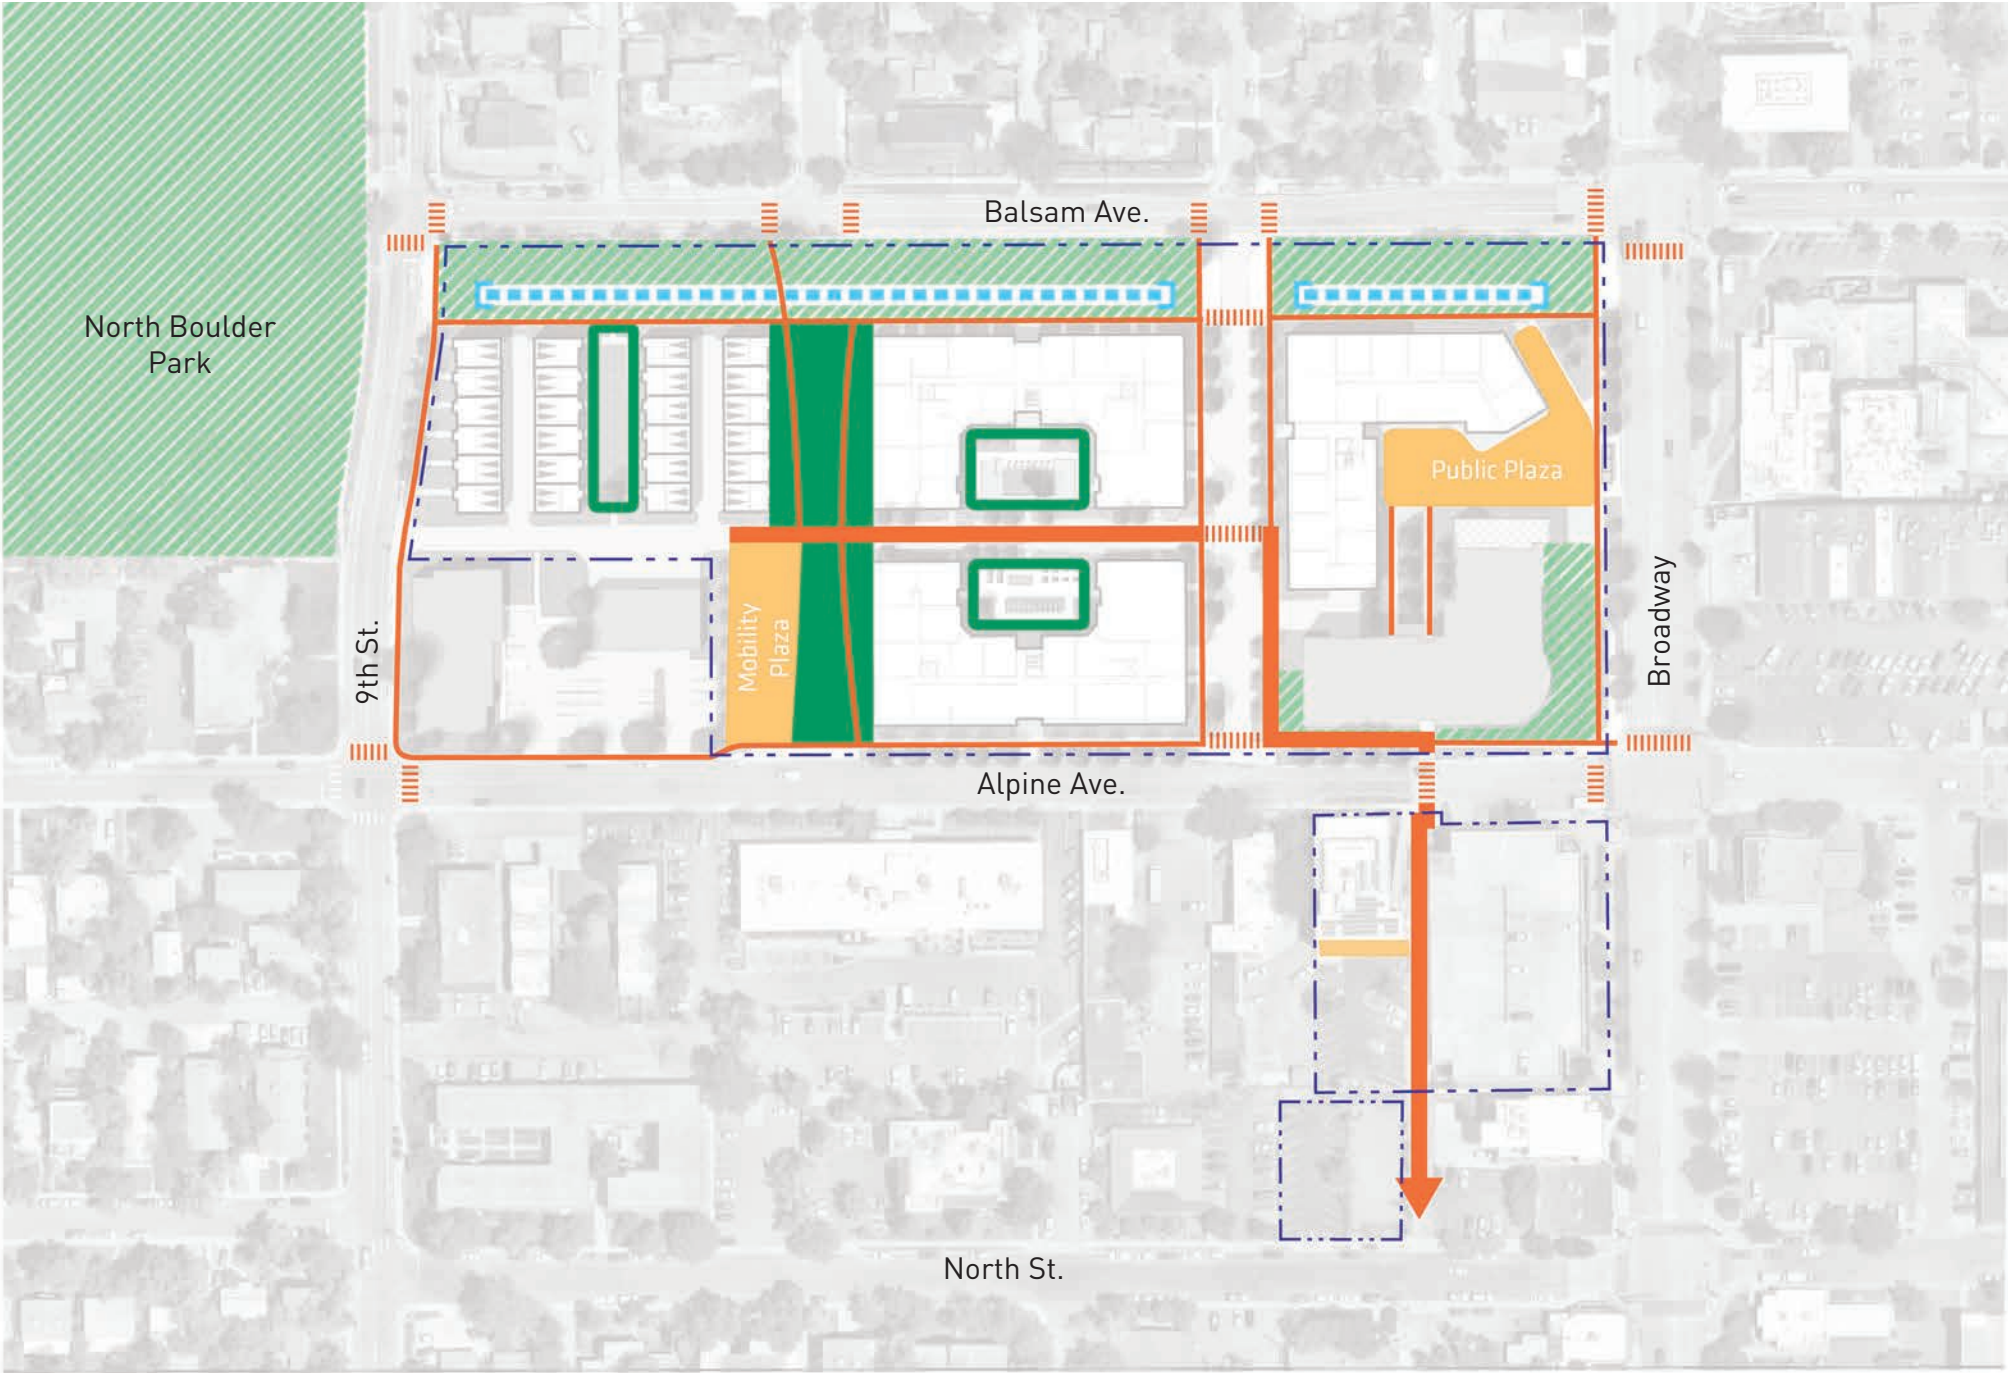 Balsam Ave.
North Boulder
Park
Public Plaza
Mobility
Plaza
9th St.
Broadway
Alpine Ave.
North St.